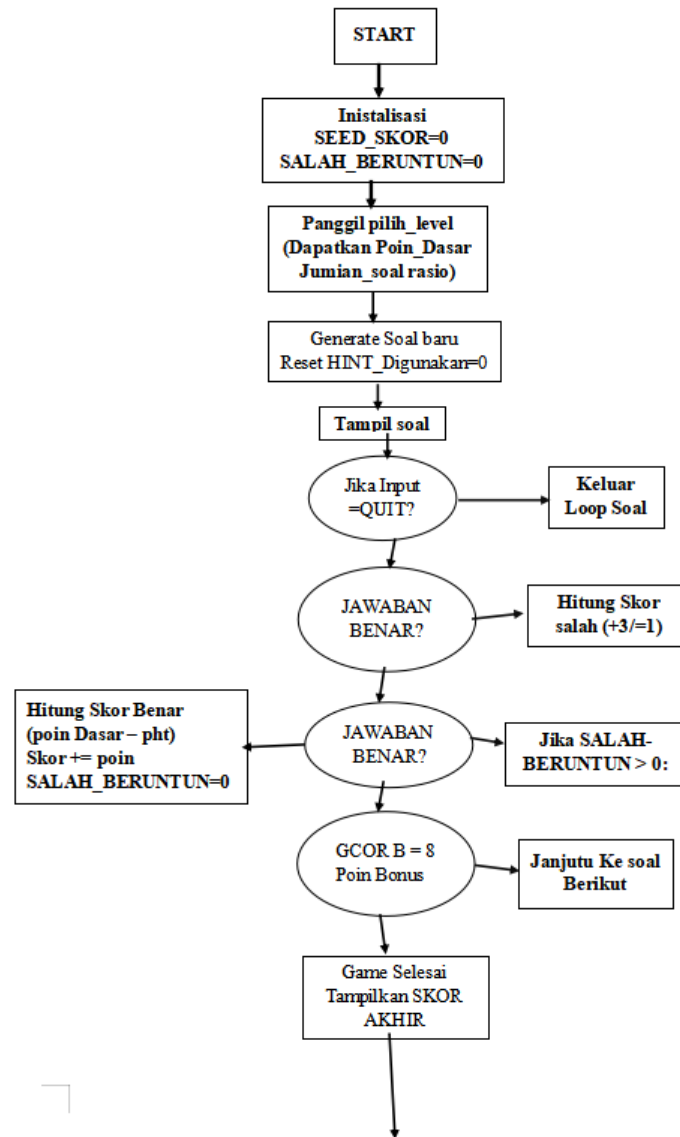 START
Inistalisasi
SEED_SKOR=0
SALAH_BERUNTUN=0
Panggil pilih_level
(Dapatkan Poin_Dasar
Jumian_soal rasio)
Generate Soal baru
Reset HINT_Digunakan=0
Tampil soal
Jika Input
=QUIT?
Keluar
Loop Soal
JAWABAN
BENAR?
Hitung Skor
salah (+3/=1)
Hitung Skor Benar
(poin Dasar – pht)
Skor += poin
SALAH_BERUNTUN=0
JAWABAN
BENAR?
Jika SALAH-
BERUNTUN > 0:
GCOR B = 8
Poin Bonus
Janjutu Ke soal
Berikut
Game Selesai
Tampilkan SKOR
AKHIR